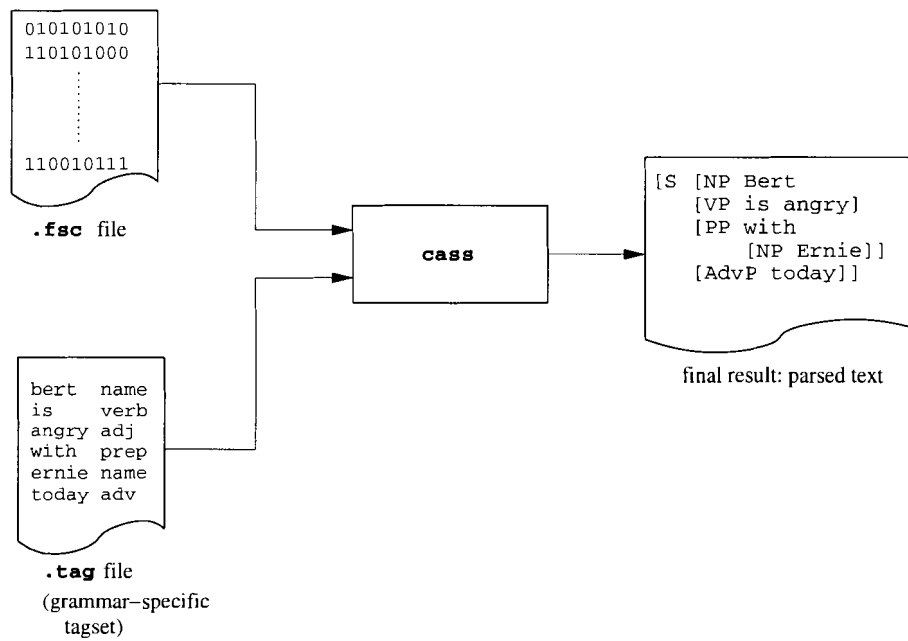 010101010
110101000
110010111
.fsc file
cass
[S [NP Bert
[VP is angry]
[PP with
[NP Ernie]]
[AdvP today]]
final result: parsed text
bert name
is verb
angry adj
with prep
ernie name
today adv
.tag file
(grammar–specific
tagset)